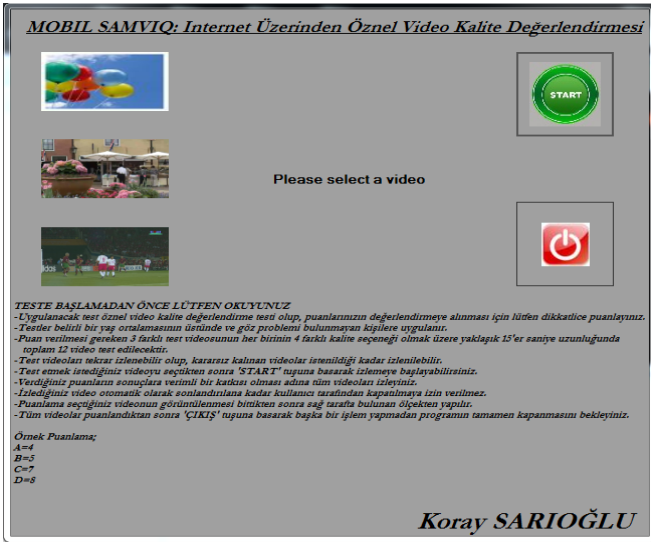 MOBIL SAMVIQ: Internet Üzerinden Öznel Video Kalite Değerlendirmesi
START
Please select a video
TESTE BAŞLAMADAN ÖNCE LÜTFEN OKUYUNUZ
-Uygulanacak test öznel video kalite değerlendirme testi olup, puanlarınızın değerlendirmeye alınması için lütfen dikkatlice puanlayınız.
-Testler belirli bir yaş ortalamasının üstünde ve göz problemi bulunmayan kişilere uygulanır.
-Puan verilmesi gereken 3 farklı test videosunun her birinin 4 farklı kalite seçeneği olmak üzere yaklaşık 15'er saniye uzunluğunda
toplam 12 video test edilecektir.
-Test videoları tekrar izlenebilir olup, kararsız kalınan videolar istenildiği kadar izlenilebilir.
-Test etmek istediğiniz videoyu seçtikten sonra 'START' tuşuna basarak izlemeye başlayabilirsiniz.
-Verdiğiniz puanların sonuçlara verimli bir katkısı olması adına tüm videoları izleyiniz.
-İzlediğiniz video otomatik olarak sonlandırılana kadar kullanıcı tarafından kapatılmaya izin verilmez.
-Puanlama seçtiğiniz videonun görüntülenmesi bittikten sonra sağ tarafta bulunan ölçekten yapılır.
-Tüm videolar puanlandıktan sonra 'ÇIKIŞ' tuşuna basarak başka bir işlem yapmadan programın tamamen kapanmasını bekleyiniz.
Örnek Puanlama;
A=4
B=5
C=7
D=8
Koray SARIOĞLU